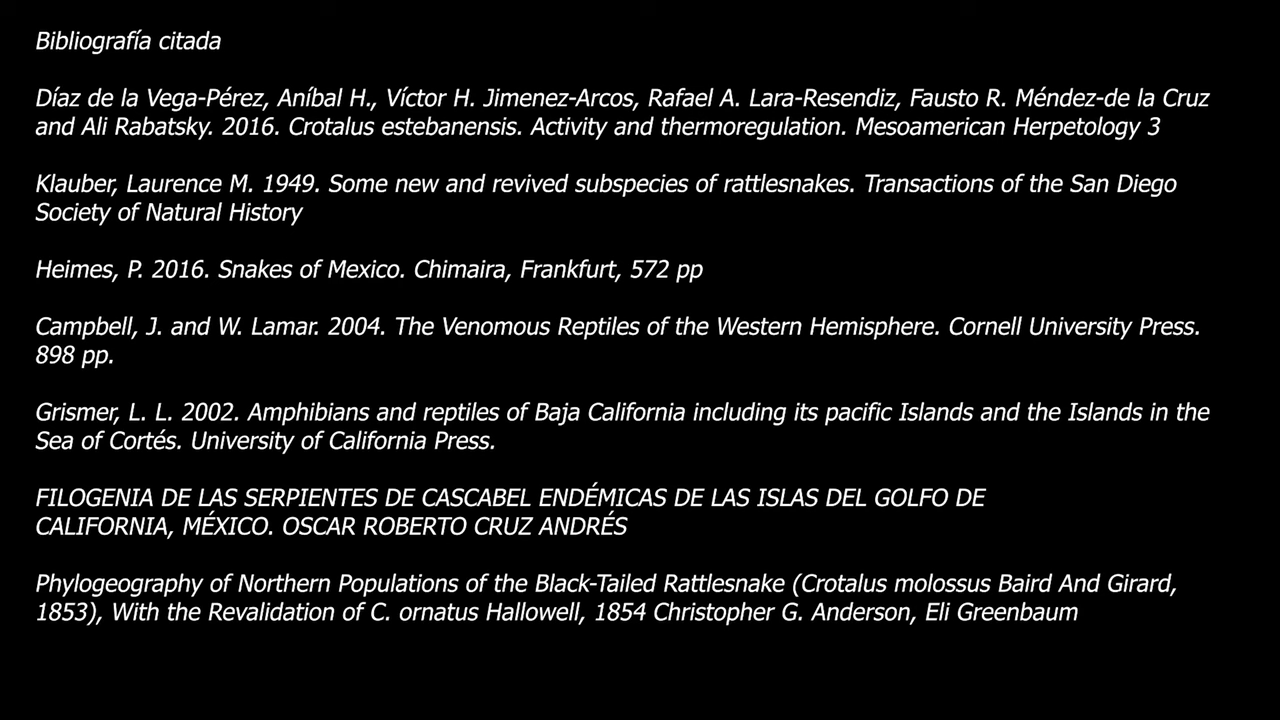 Bibliografía citada
Díaz de la Vega-Pérez, Aníbal H., Víctor H. Jimenez-Arcos, Rafael A. Lara-Resendiz, Fausto R. Méndez-de la Cruz
and Ali Rabatsky. 2016. Crotalus estebanensis. Activity and thermoregulation. Mesoamerican Herpetology 3
Klauber, Laurence M. 1949. Some new and revived subspecies of rattlesnakes. Transactions of the San Diego
Society of Natural History
Heimes, P. 2016. Snakes of Mexico. Chimaira, Frankfurt, 572 pp
Campbell, J. and W. Lamar. 2004. The Venomous Reptiles of the Western Hemisphere. Cornell University Press.
898 pp.
Grismer, L. L. 2002. Amphibians and reptiles of Baja California including its pacific Islands and the Islands in the
Sea of Cortés. University of California Press.
FILOGENIA DE LAS SERPIENTES DE CASCABEL ENDÉMICAS DE LAS ISLAS DEL GOLFO DE
CALIFORNIA, MÉXICO. OSCAR ROBERTO CRUZ ANDRÉS
Phylogeography of Northern Populations of the Black-Tailed Rattlesnake (Crotalus molossus Baird And Girard,
1853), With the Revalidation of C. ornatus Hallowell, 1854 Christopher G. Anderson, Eli Greenbaum